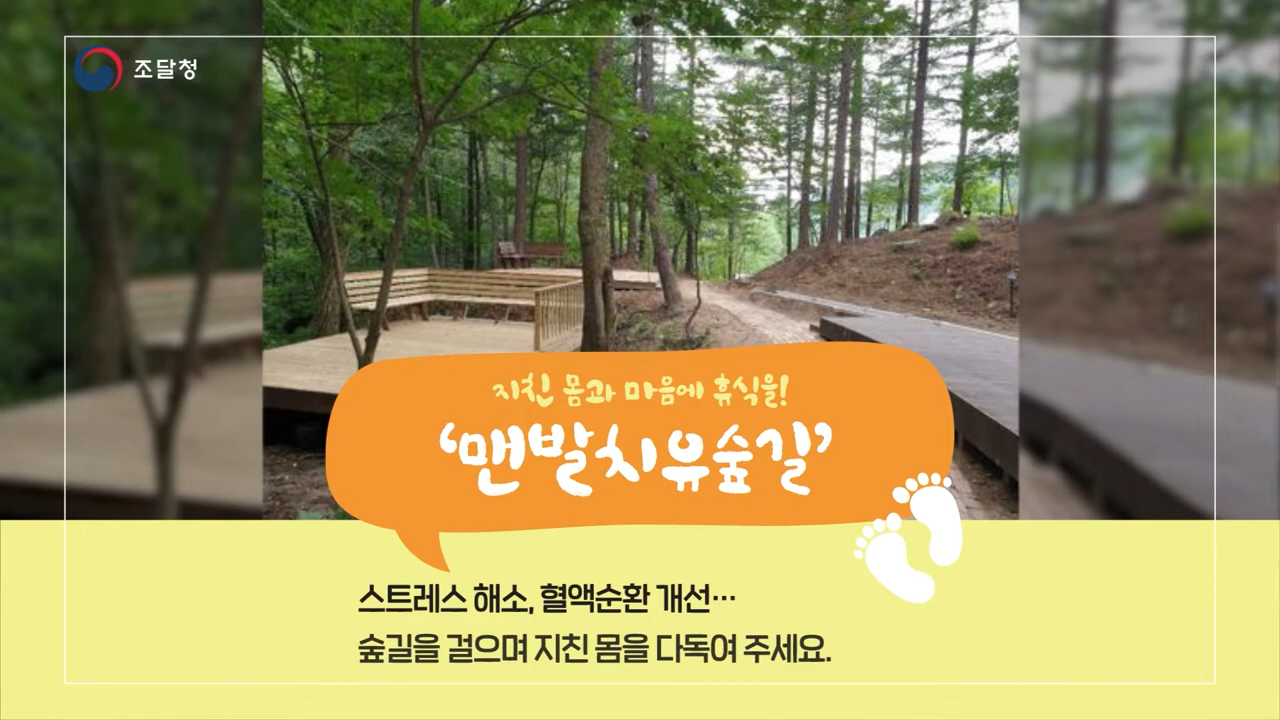 조달청
지친 몸과 마음에 휴식을!
‘맨발치유숲길’
스트레스 해소, 혈액순환 개선…
숲길을 걸으며 지친 몸을 다독여 주세요.